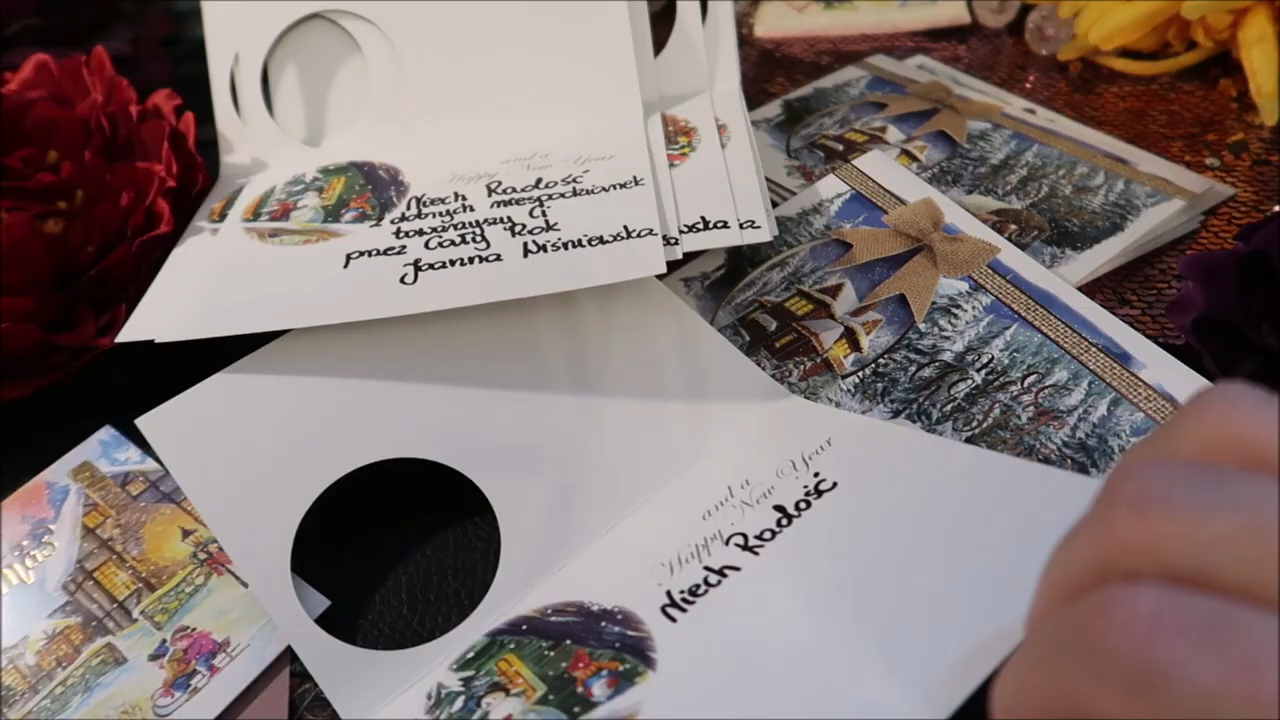 and a
Happy New Year
Niech Radość
z dobrych niespodzianek
towarzyszy Ci
przez Cały Rok
Joanna Wiśniewska
wska
and a
Happy New Year
Niech Radość